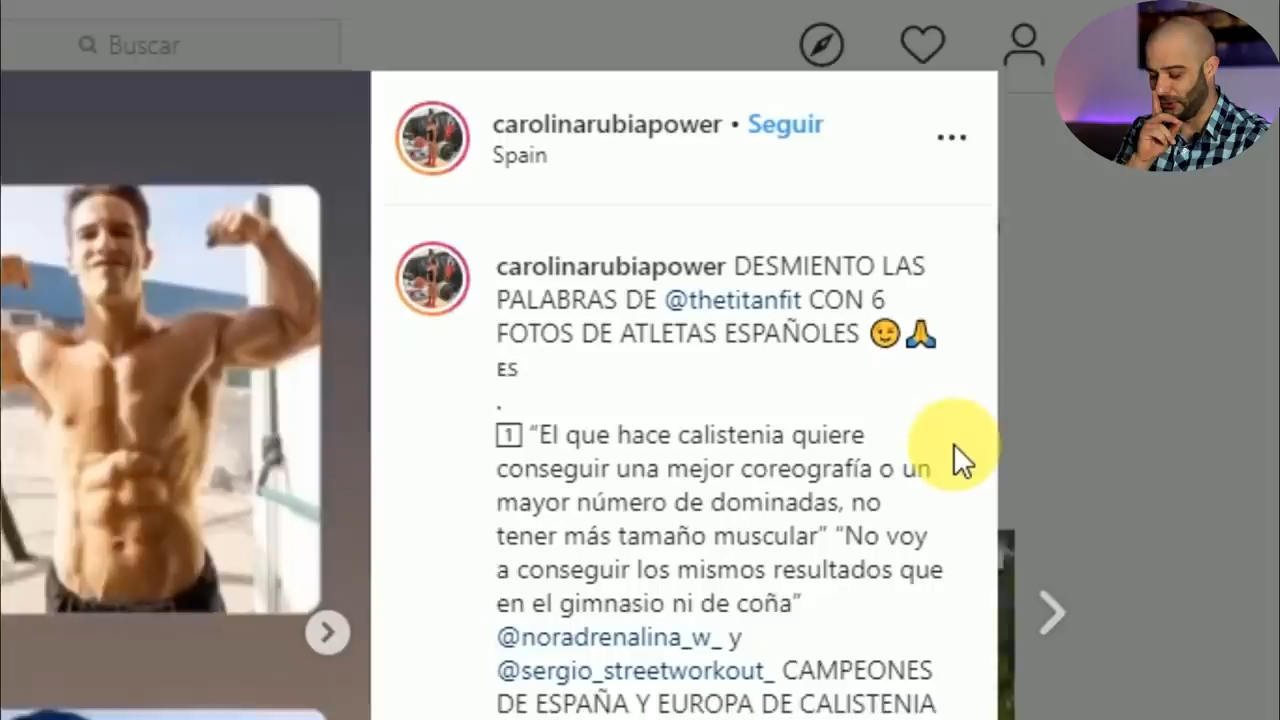 Buscar
carolinarubiapower • Seguir
Spain
carolinarubiapower DESMIENTO LAS
PALABRAS DE @thetitanfit CON 6
FOTOS DE ATLETAS ESPAÑOLES 😉🙏
ES
.
1 “El que hace calistenia quiere
conseguir una mejor coreografía o un
mayor número de dominadas, no
tener más tamaño muscular” “No voy
a conseguir los mismos resultados que
en el gimnasio ni de coña”
@noradrenalina_w_ y
@sergio_streetworkout_ CAMPEONES
DE ESPAÑA Y EUROPA DE CALISTENIA